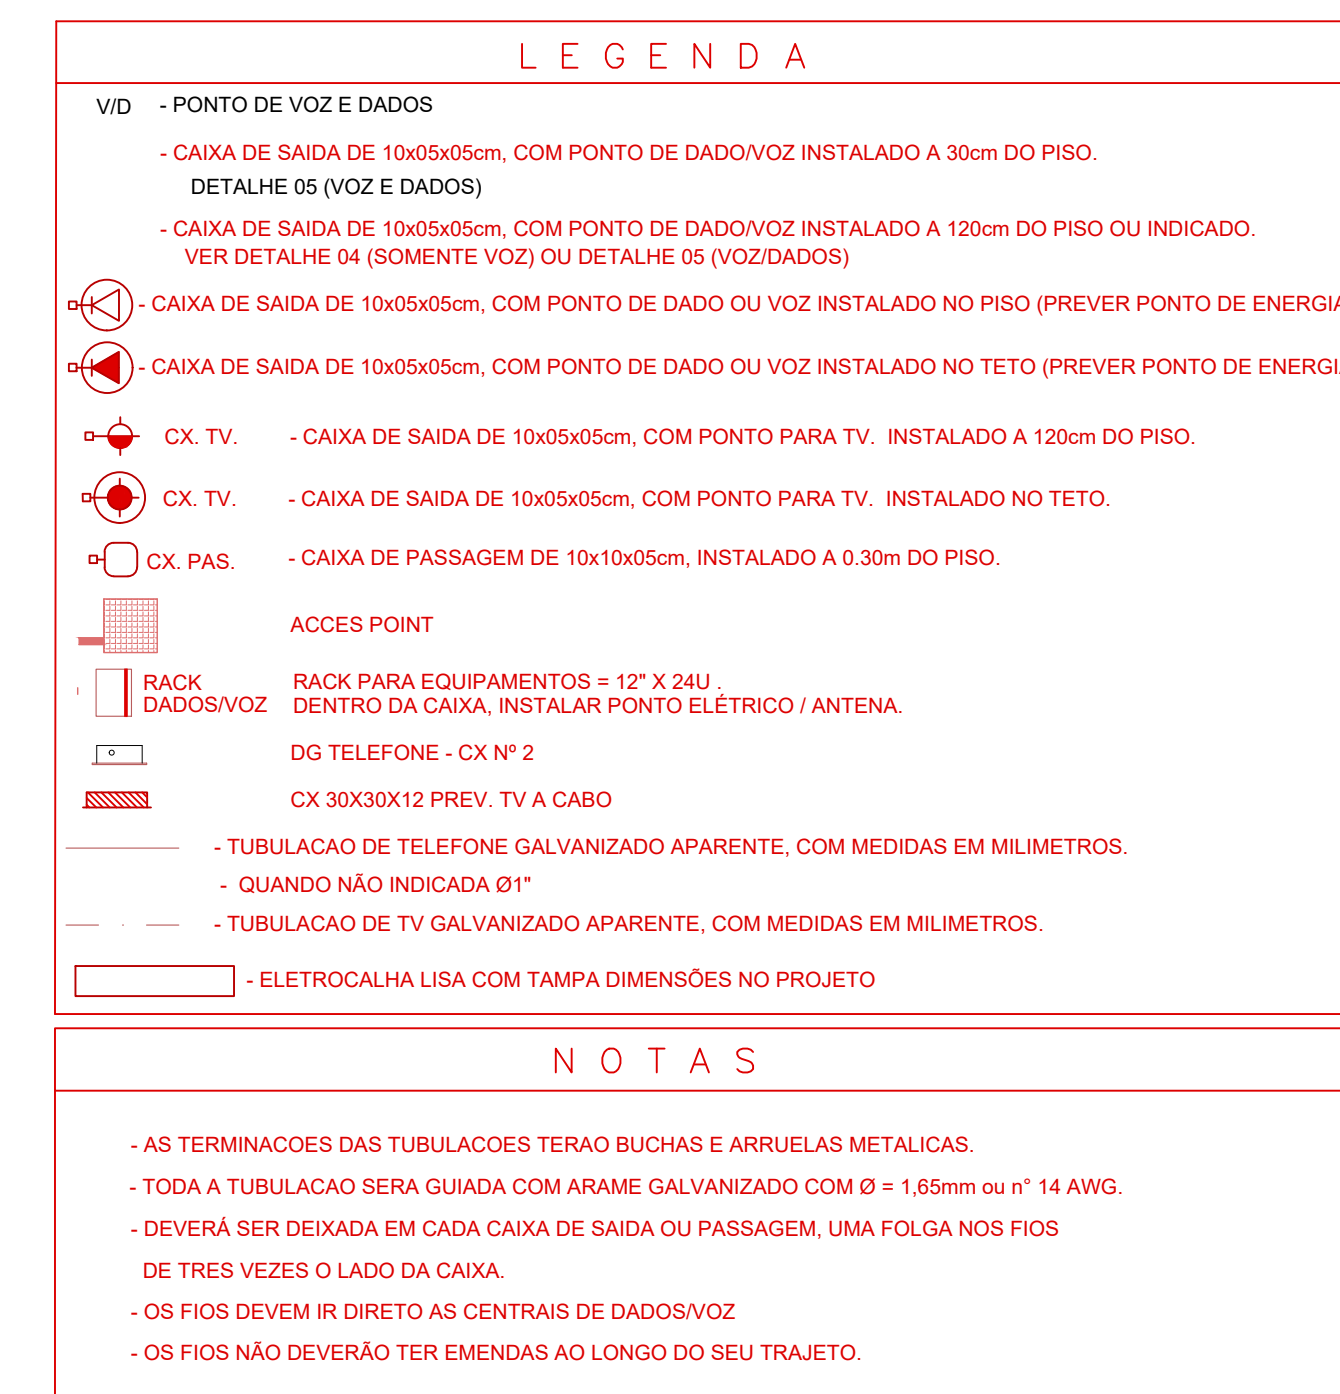 L E G E N D A
V/D - PONTO DE VOZ E DADOS
- CAIXA DE SAIDA DE 10x05x05cm, COM PONTO DE DADO/VOZ INSTALADO A 30cm DO PISO.
DETALHE 05 (VOZ E DADOS)
- CAIXA DE SAIDA DE 10x05x05cm, COM PONTO DE DADO/VOZ INSTALADO A 120cm DO PISO OU INDICADO.
VER DETALHE 04 (SOMENTE VOZ) OU DETALHE 05 (VOZ/DADOS)
- CAIXA DE SAIDA DE 10x05x05cm, COM PONTO DE DADO OU VOZ INSTALADO NO PISO (PREVER PONTO DE ENERGIA
- CAIXA DE SAIDA DE 10x05x05cm, COM PONTO DE DADO OU VOZ INSTALADO NO TETO (PREVER PONTO DE ENERGIA
CX. TV. - CAIXA DE SAIDA DE 10x05x05cm, COM PONTO PARA TV. INSTALADO A 120cm DO PISO.
CX. TV. - CAIXA DE SAIDA DE 10x05x05cm, COM PONTO PARA TV. INSTALADO NO TETO.
CX. PAS. - CAIXA DE PASSAGEM DE 10x10x05cm, INSTALADO A 0.30m DO PISO.
ACCES POINT
RACK RACK PARA EQUIPAMENTOS = 12" X 24U .
DADOS/VOZ DENTRO DA CAIXA, INSTALAR PONTO ELÉTRICO / ANTENA.
DG TELEFONE - CX Nº 2
CX 30X30X12 PREV. TV A CABO
- TUBULACAO DE TELEFONE GALVANIZADO APARENTE, COM MEDIDAS EM MILIMETROS.
- QUANDO NÃO INDICADA Ø1"
- TUBULACAO DE TV GALVANIZADO APARENTE, COM MEDIDAS EM MILIMETROS.
- ELETROCALHA LISA COM TAMPA DIMENSÕES NO PROJETO
N O T A S
- AS TERMINACOES DAS TUBULACOES TERAO BUCHAS E ARRUELAS METALICAS.
- TODA A TUBULACAO SERA GUIADA COM ARAME GALVANIZADO COM Ø = 1,65mm ou n° 14 AWG.
- DEVERÁ SER DEIXADA EM CADA CAIXA DE SAIDA OU PASSAGEM, UMA FOLGA NOS FIOS
DE TRES VEZES O LADO DA CAIXA.
- OS FIOS DEVEM IR DIRETO AS CENTRAIS DE DADOS/VOZ
- OS FIOS NÃO DEVERÃO TER EMENDAS AO LONGO DO SEU TRAJETO.